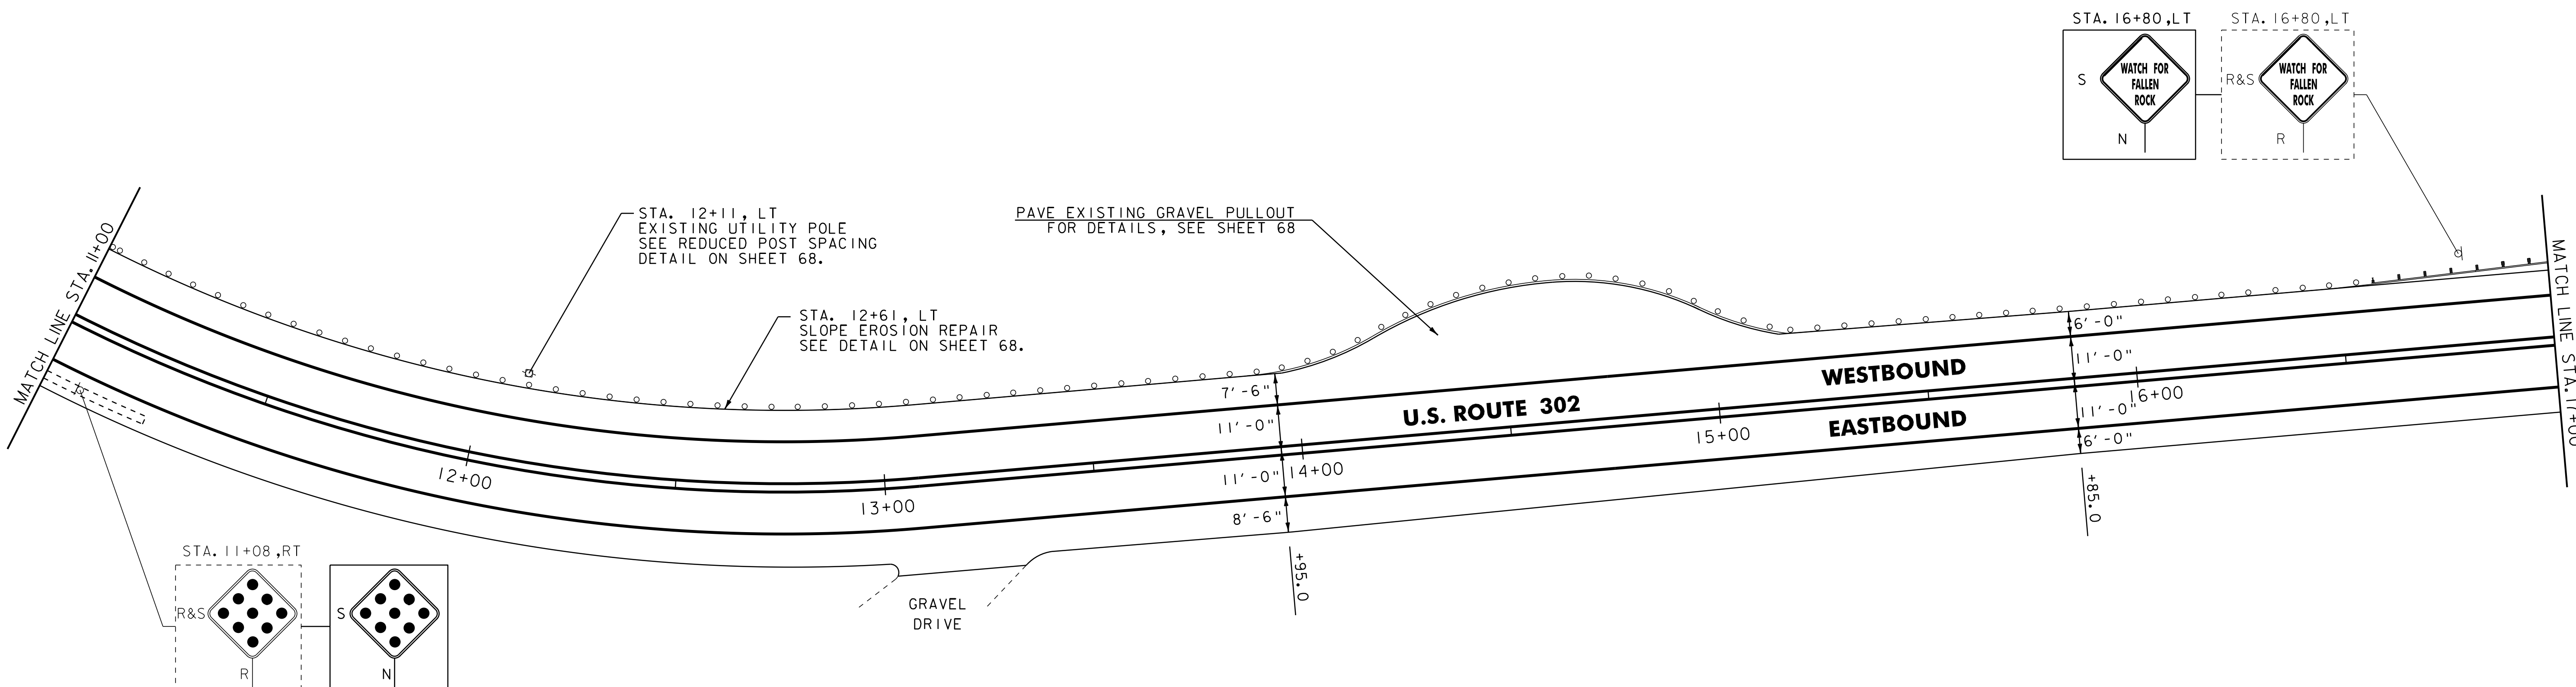 STA. 16+80 ,LT
STA. 16+80 ,LT
S
WATCH FOR
FALLEN
ROCK
N
R&S
WATCH FOR
FALLEN
ROCK
R
MATCH LINE STA. 11+00
STA. 12+11, LT
EXISTING UTILITY POLE
SEE REDUCED POST SPACING
DETAIL ON SHEET 68.
PAVE EXISTING GRAVEL PULLOUT
FOR DETAILS, SEE SHEET 68
STA. 12+61, LT
SLOPE EROSION REPAIR
SEE DETAIL ON SHEET 68.
MATCH LINE STA. 17+00
6'-0"
11'-0"
11'-0"
6'-0"
7'-6"
11'-0"
11'-0"
8'-6"
WESTBOUND
U.S. ROUTE 302
EASTBOUND
12+00
13+00
14+00
15+00
16+00
+95.0
+85.0
GRAVEL
DRIVE
STA. 11+08 ,RT
R&S
R
S
N